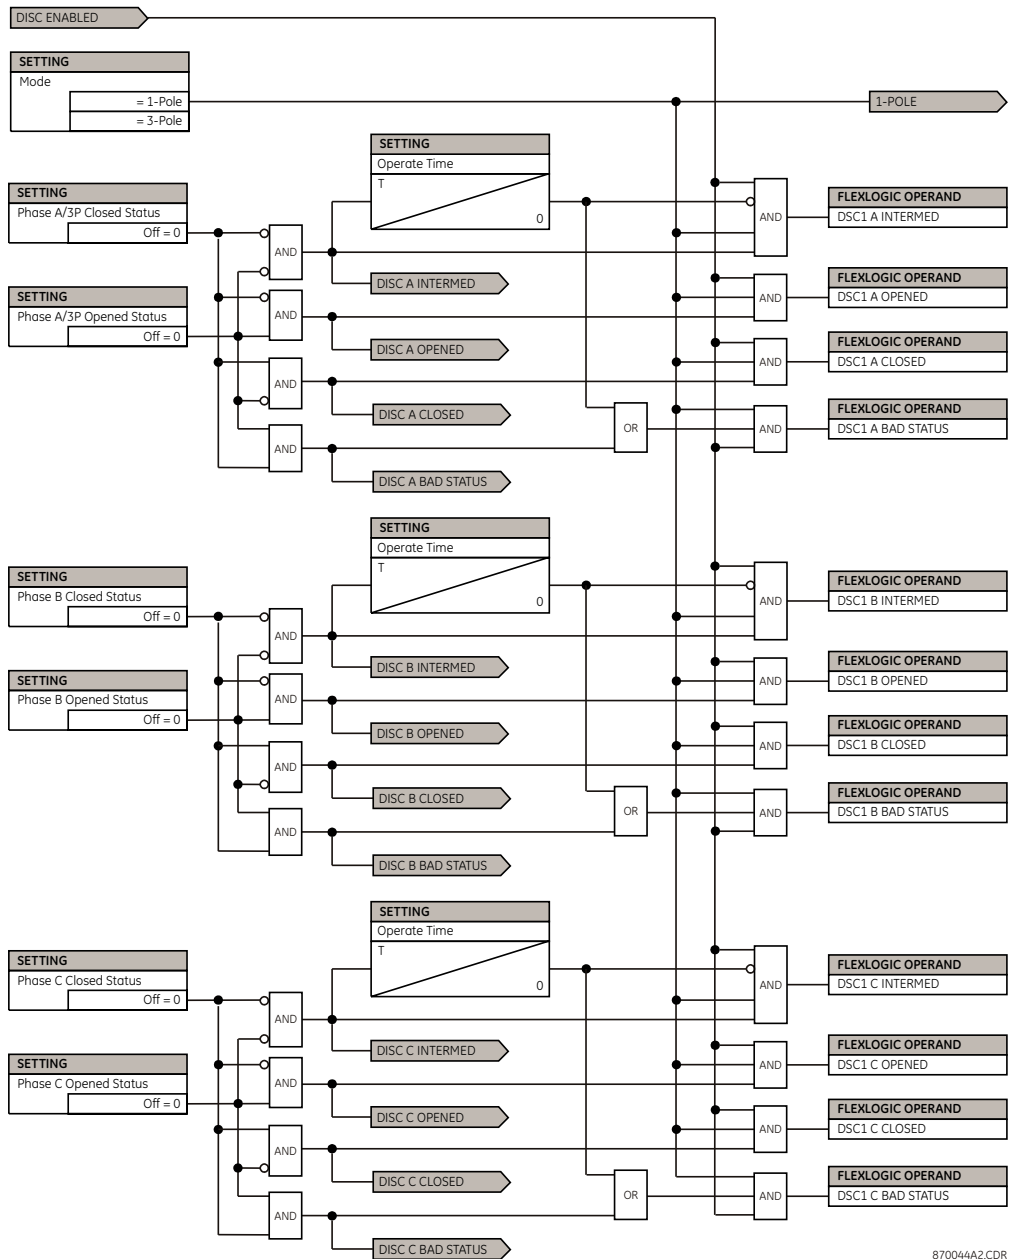 DISC ENABLED
SETTING
Mode
= 1-Pole
= 3-Pole
1-POLE
SETTING
Operate Time
T
0
SETTING
Phase A/3P Closed Status
Off = 0
AND
AND
FLEXLOGIC OPERAND
DSC1 A INTERMED
DISC A INTERMED
SETTING
Phase A/3P Opened Status
Off = 0
AND
AND
FLEXLOGIC OPERAND
DSC1 A OPENED
DISC A OPENED
AND
AND
FLEXLOGIC OPERAND
DSC1 A CLOSED
DISC A CLOSED
AND
OR
AND
FLEXLOGIC OPERAND
DSC1 A BAD STATUS
DISC A BAD STATUS
SETTING
Operate Time
T
0
SETTING
Phase B Closed Status
Off = 0
AND
AND
FLEXLOGIC OPERAND
DSC1 B INTERMED
DISC B INTERMED
SETTING
Phase B Opened Status
Off = 0
AND
AND
FLEXLOGIC OPERAND
DSC1 B OPENED
DISC B OPENED
AND
AND
FLEXLOGIC OPERAND
DSC1 B CLOSED
DISC B CLOSED
AND
OR
AND
FLEXLOGIC OPERAND
DSC1 B BAD STATUS
DISC B BAD STATUS
SETTING
Operate Time
T
0
SETTING
Phase C Closed Status
Off = 0
AND
AND
FLEXLOGIC OPERAND
DSC1 C INTERMED
DISC C INTERMED
SETTING
Phase C Opened Status
Off = 0
AND
AND
FLEXLOGIC OPERAND
DSC1 C OPENED
DISC C OPENED
AND
AND
FLEXLOGIC OPERAND
DSC1 C CLOSED
DISC C CLOSED
AND
OR
AND
FLEXLOGIC OPERAND
DSC1 C BAD STATUS
DISC C BAD STATUS
870044A2.CDR